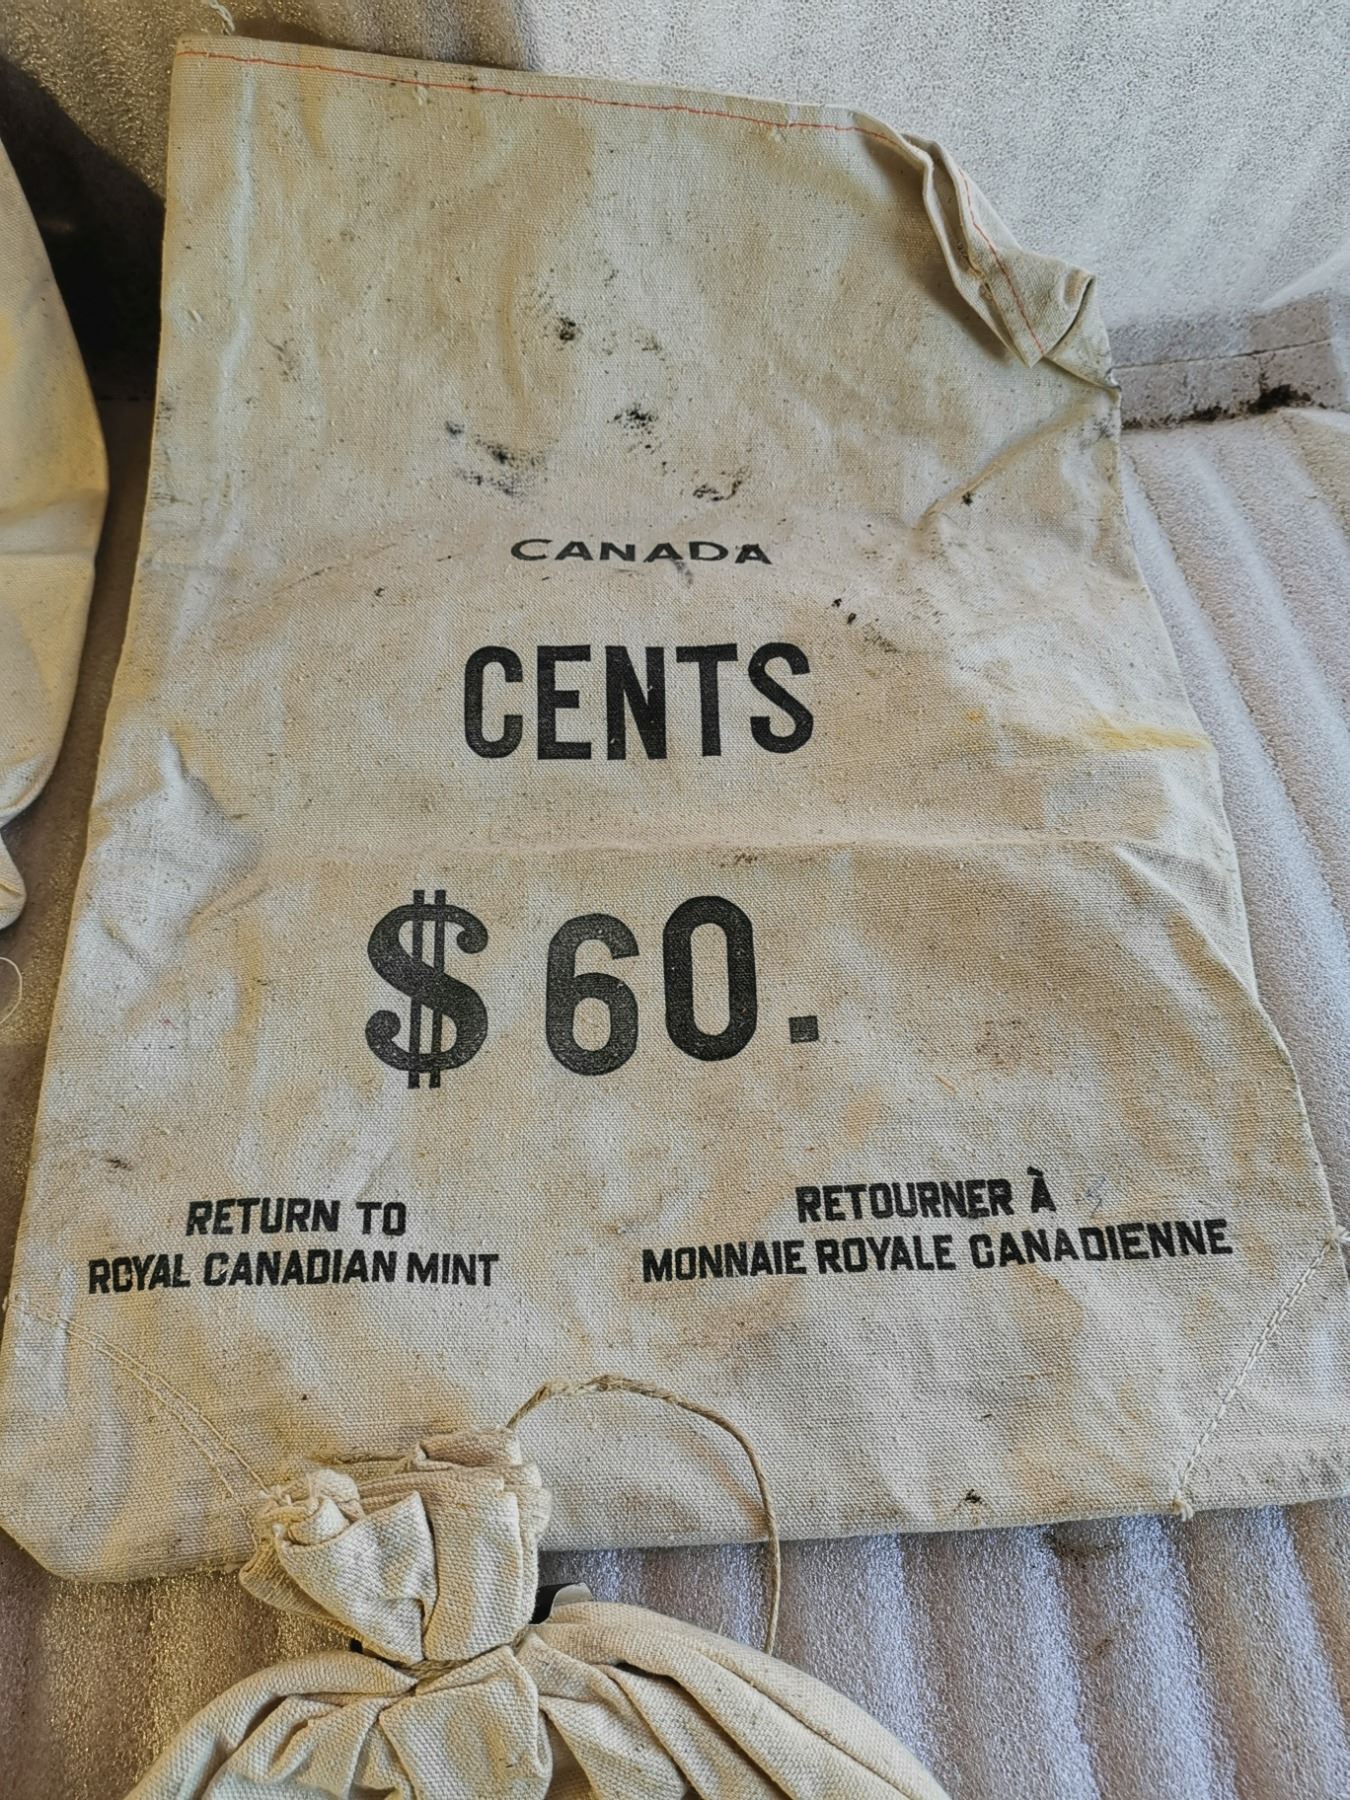 CANADA
CENTS
$ 60.
RETURN TO
ROYAL CANADIAN MINT
RETOURNER À
MONNAIE ROYALE CANADIENNE